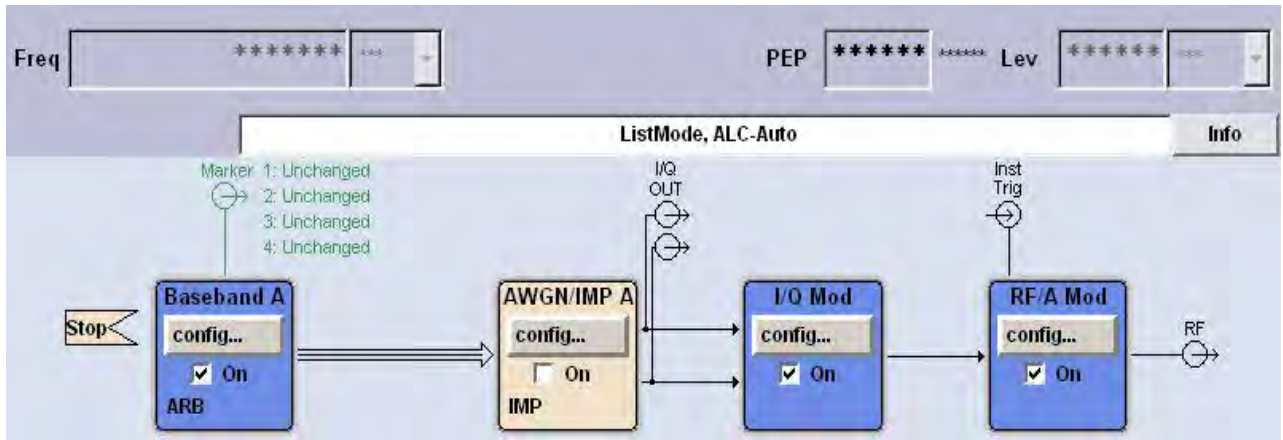 Freq ******* *** PEP ****** ****** Lev ****** ***
ListMode, ALC-Auto Info
Marker 1: Unchanged
2: Unchanged
3: Unchanged
4: Unchanged
I/Q
OUT
Inst
Trig
Stop
Baseband A
config...
On
ARB
AWGN/IMP A
config...
On
IMP
I/Q Mod
config...
On
RF/A Mod
config...
On
RF